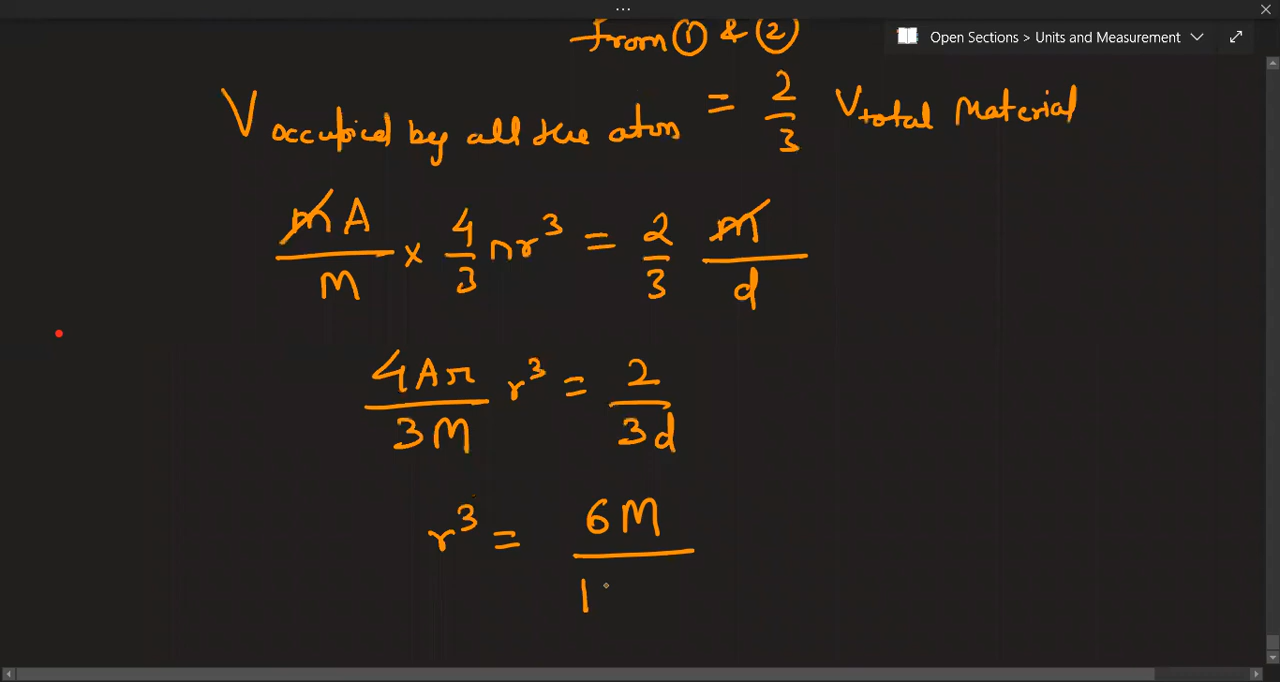 ...
Open Sections > Units and Measurement
from ① & ②
V occupied by all the atoms = 2/3 V total Material
mA/M × 4/3 πr³ = 2/3 m/d
4Aπ/3M r³ = 2/3d
r³ = 6M/1